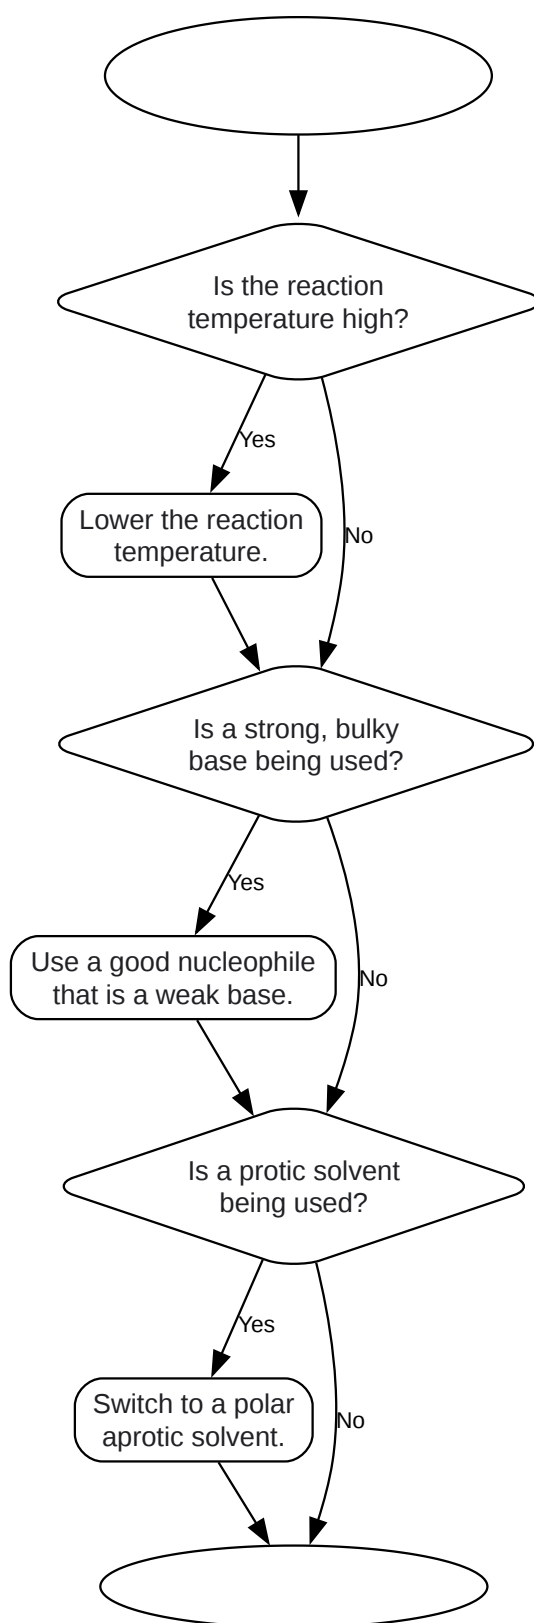 Is the reaction
temperature high?
Yes
Lower the reaction
temperature.
No
Is a strong, bulky
base being used?
Yes
Use a good nucleophile
that is a weak base.
No
Is a protic solvent
being used?
Yes
Switch to a polar
aprotic solvent.
No